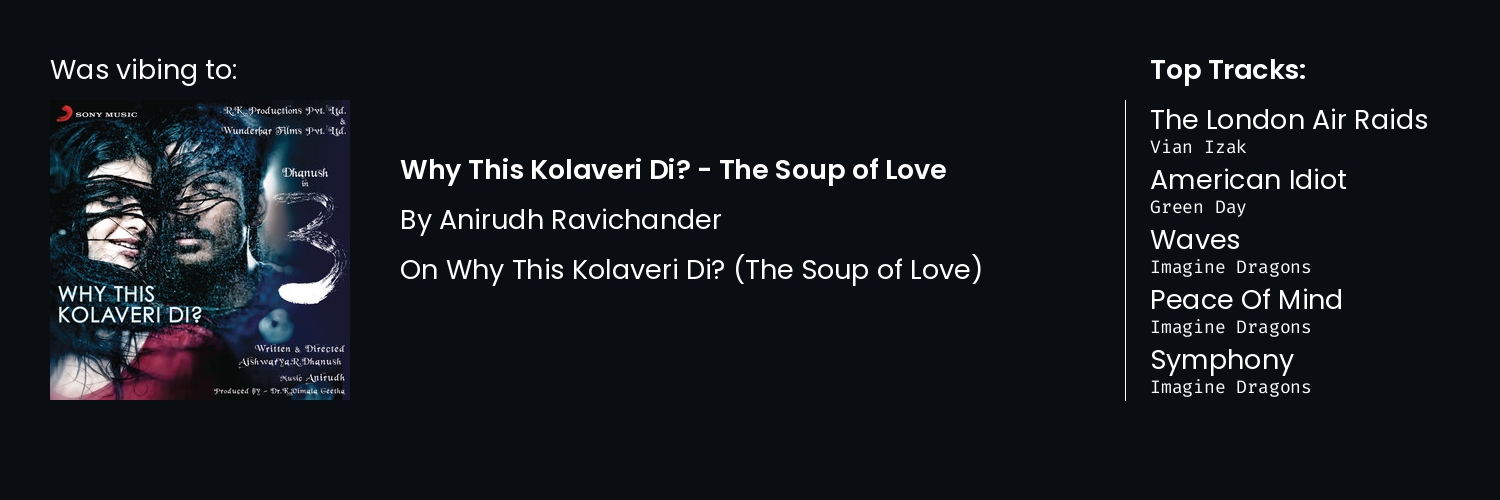 Was vibing to:
SONY MUSIC
R.K. Productions Pvt. Ltd.
&
Wunderbar Films Pvt. Ltd.
Dhanush
in
3
WHY THIS
KOLAVERI DI?
Written & Directed
Aishwarya.R.Dhanush
Music Anirudh
Produced By - Dr.K.Vimala Geetha
Why This Kolaveri Di? - The Soup of Love
By Anirudh Ravichander
On Why This Kolaveri Di? (The Soup of Love)
Top Tracks:
The London Air Raids
Vian Izak
American Idiot
Green Day
Waves
Imagine Dragons
Peace Of Mind
Imagine Dragons
Symphony
Imagine Dragons